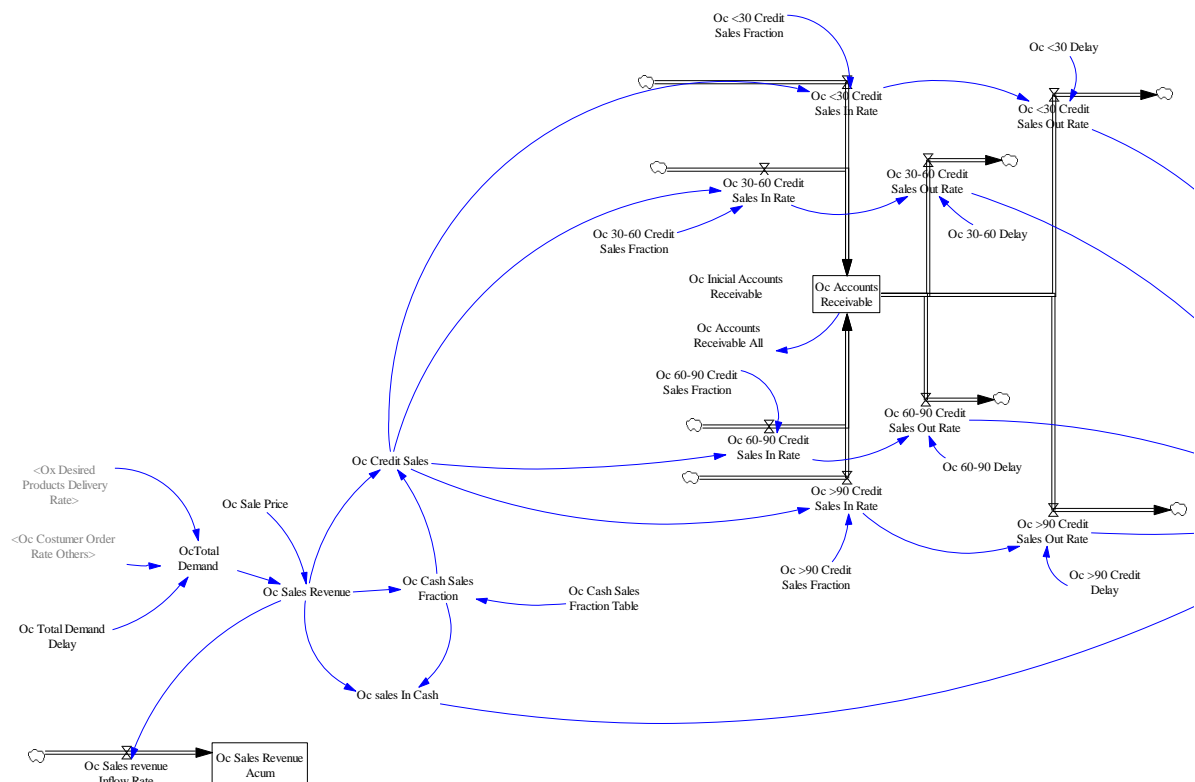 Oc <30 Credit
Sales Fraction
Oc <30 Delay
Oc <30 Credit
Sales In Rate
Oc <30 Credit
Sales Out Rate
Oc 30-60 Credit
Sales In Rate
Oc 30-60 Credit
Sales Out Rate
Oc 30-60 Credit
Sales Fraction
Oc 30-60 Delay
Oc Inicial Accounts
Receivable
Oc Accounts
Receivable
Oc Accounts
Receivable All
Oc 60-90 Credit
Sales Fraction
Oc 60-90 Credit
Sales In Rate
Oc 60-90 Credit
Sales Out Rate
Oc Credit Sales
Oc 60-90 Delay
<Ox Desired
Products Delivery
Rate>
Oc Sale Price
Oc >90 Credit
Sales In Rate
Oc >90 Credit
Sales Out Rate
<Oc Costumer Order
Rate Others>
OcTotal
Demand
Oc >90 Credit
Sales Fraction
Oc >90 Credit
Delay
Oc Sales Revenue
Oc Cash Sales
Fraction
Oc Cash Sales
Fraction Table
Oc Total Demand
Delay
Oc sales In Cash
Oc Sales revenue
Inflow Rate
Oc Sales Revenue
Acum